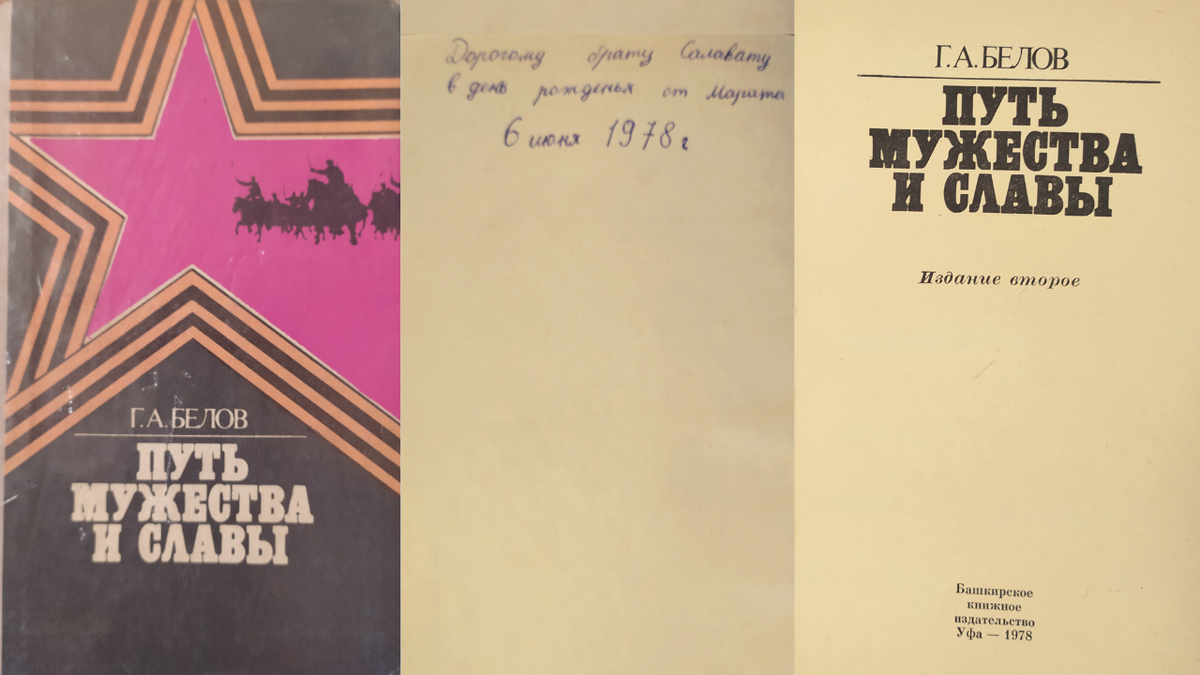 Г.А.БЕЛОВ
ПУТЬ
МУЖЕСТВА
И СЛАВЫ
Дорогому брату Салавату
в день рожденья от Марата
6 июня 1978 г
Г.А.БЕЛОВ
ПУТЬ
МУЖЕСТВА
И СЛАВЫ
Издание второе
Башкирское
книжное
издательство
Уфа — 1978